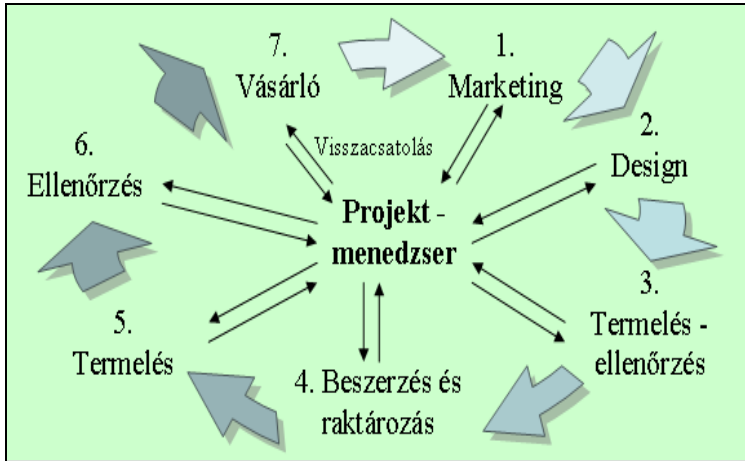 1.
Marketing
2.
Design
3.
Termelés -
ellenőrzés
4. Beszerzés és
raktározás
5.
Termelés
6.
Ellenőrzés
7.
Vásárló
Visszacsatolás
Projekt -
menedzser